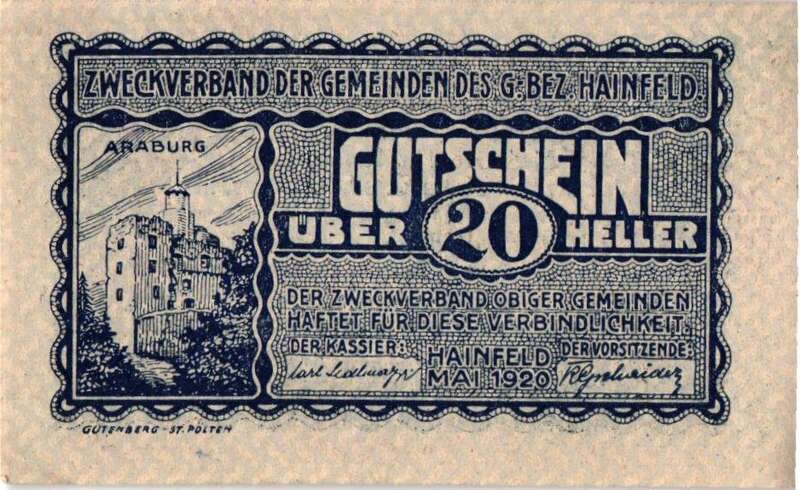 ZWECKVERBAND DER GEMEINDEN DES G. BEZ. HAINFELD.
ARABURG
GUTSCHEIN
ÜBER 20 HELLER
DER ZWECKVERBAND OBIGER GEMEINDEN
HAFTET FÜR DIESE VERBINDLICHKEIT.
DER KASSIER: HAINFELD DER VORSITZENDE:
MAI 1920
GUTENBERG - ST. PÖLTEN